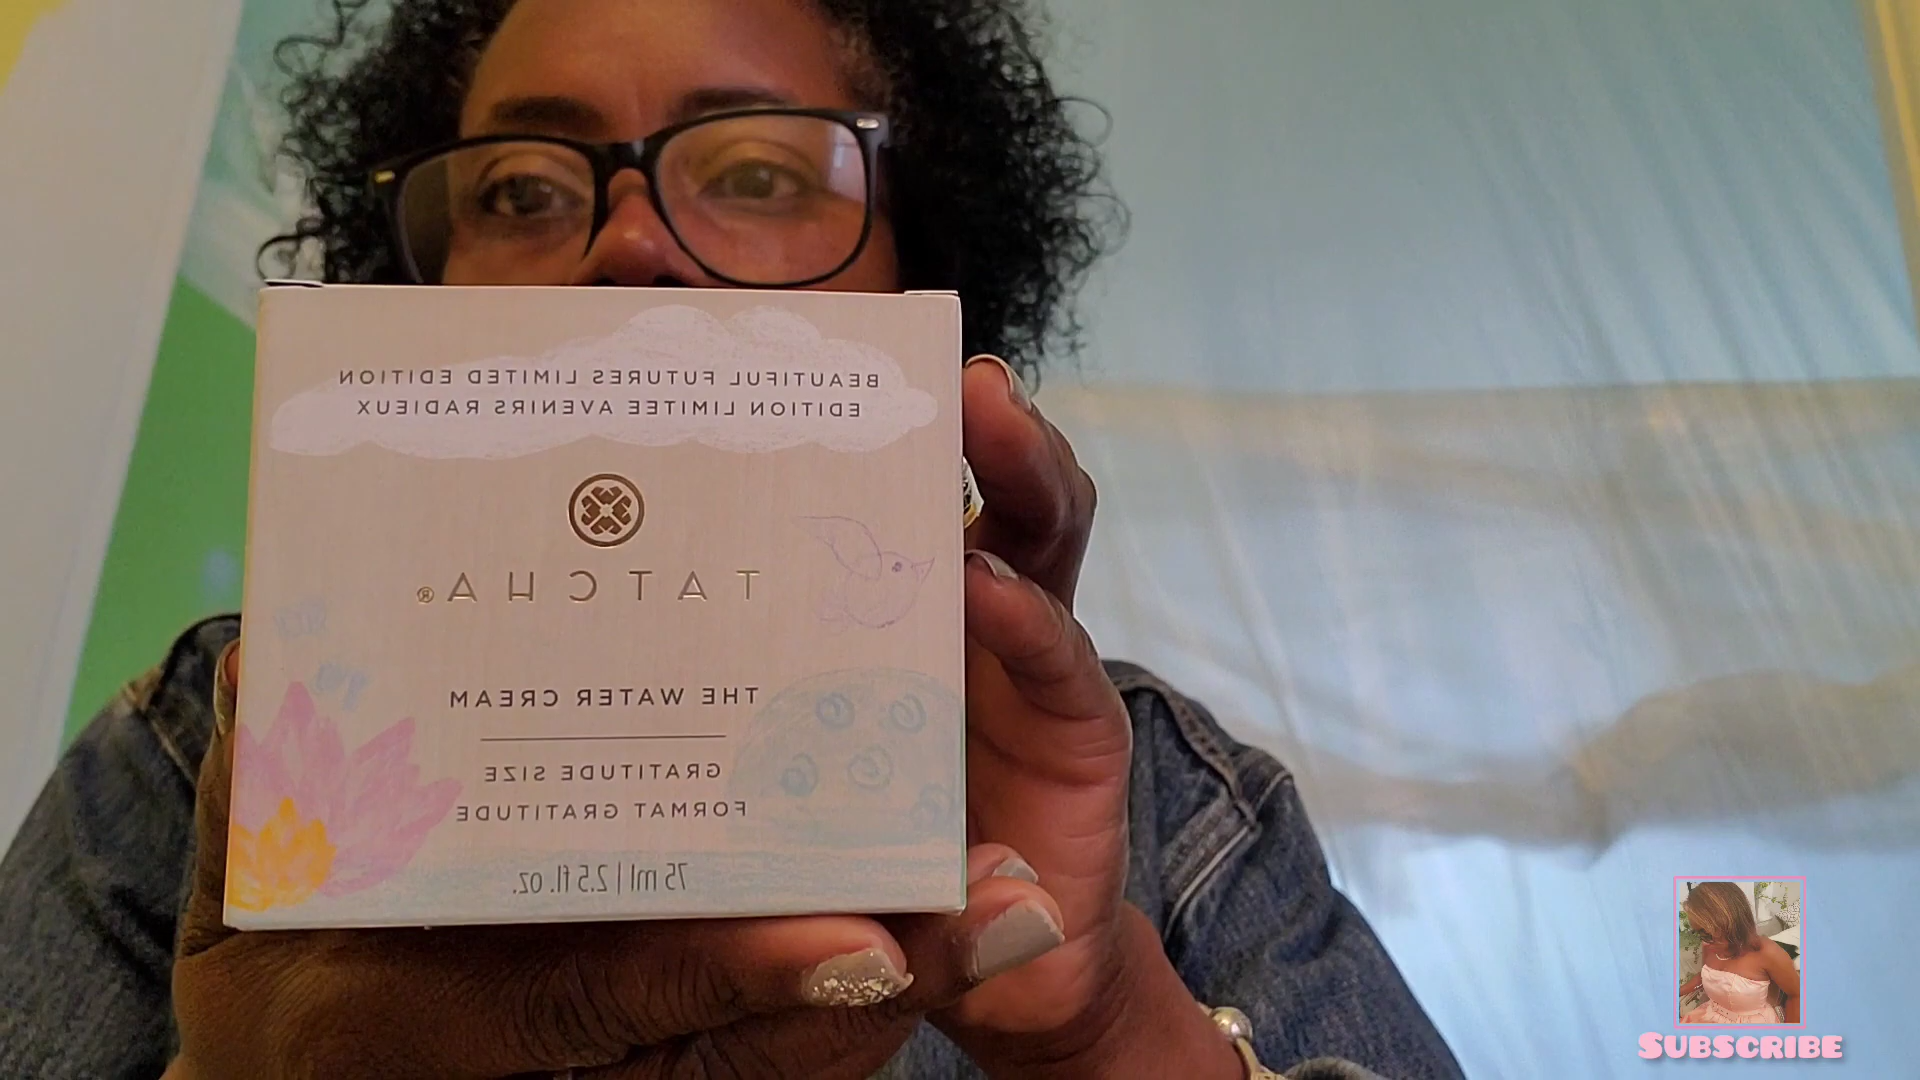 BEAUTIFUL FUTURES LIMITED EDITION
EDITION LIMITEE AVENIRS RADIEUX
TATCHA®
THE WATER CREAM
GRATITUDE SIZE
FORMAT GRATITUDE
75 ml | 2.5 fl. oz.
SUBSCRIBE